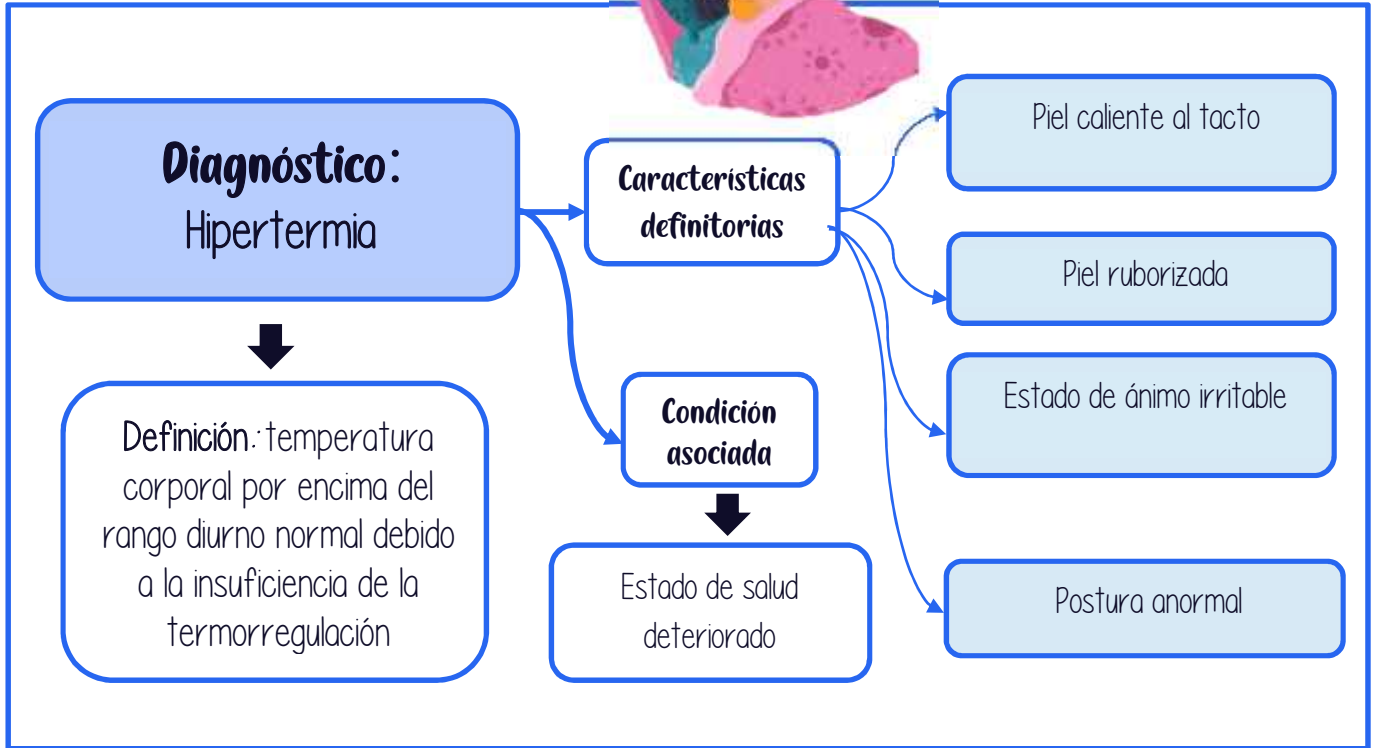 Diagnóstico:
Hipertermia
Definición: temperatura
corporal por encima del
rango diurno normal debido
a la insuficiencia de la
termorregulación
Características
definitorias
Piel caliente al tacto
Piel ruborizada
Estado de ánimo irritable
Postura anormal
Condición
asociada
Estado de salud
deteriorado